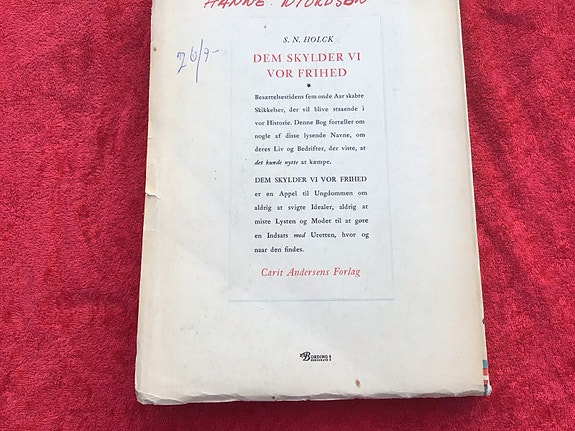 HANNE. NJORDSEN
26/9-
S. N. HOLCK
DEM SKYLDER VI
VOR FRIHED
Besættelsestidens fem onde Aar skabte
Skikkelser, der vil blive staaende i
vor Historie. Denne Bog fortæller om
nogle af disse lysende Navne, om
deres Liv og Bedrifter, der viste, at
det kunde nytte at kæmpe.
DEM SKYLDER VI VOR FRIHED
er en Appel til Ungdommen om
aldrig at svigte Idealer, aldrig at
miste Lysten og Modet til at gøre
en Indsats mod Uretten, hvor og
naar den findes.
Carit Andersens Forlag
BORDING